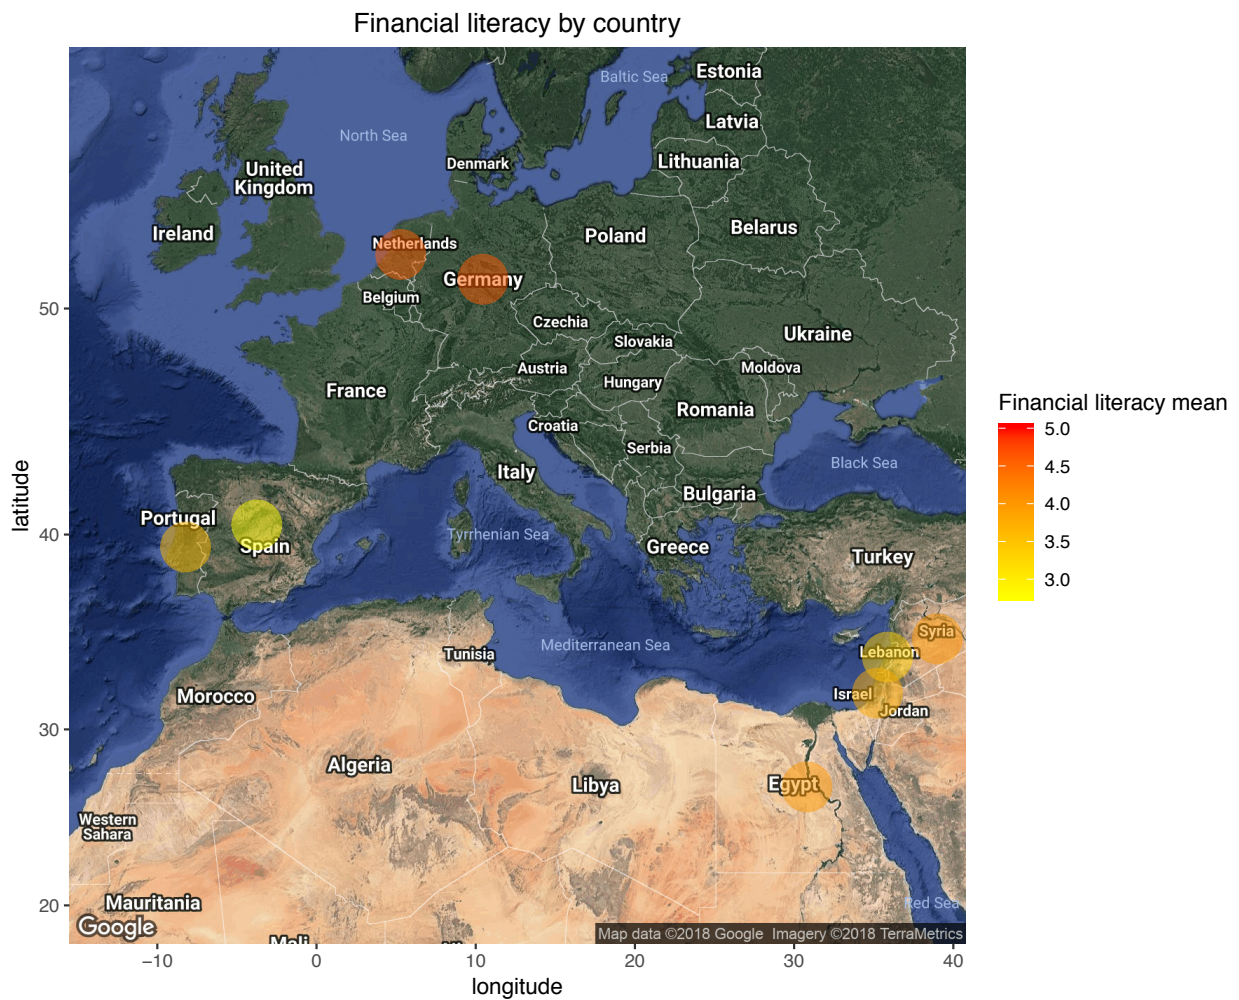 Financial literacy by country
Baltic Sea
Estonia
Latvia
North Sea
Lithuania
Denmark
United
Kingdom
Ireland
Belarus
Poland
Netherlands
Germany
Belgium
50
Czechia
Ukraine
Slovakia
Austria
Moldova
Hungary
France
Romania
Croatia
Serbia
Black Sea
Italy
Bulgaria
Portugal
40
Tyrrhenian Sea
Spain
Greece
Turkey
Syria
Mediterranean Sea
Lebanon
Tunisia
Israel
Morocco
Jordan
30
Algeria
Libya
Egypt
Western
Sahara
Mauritania
20
Red Sea
Google
Map data ©2018 Google Imagery ©2018 TerraMetrics
−10
0
10
20
30
40
longitude
latitude
Financial literacy mean
5.0
4.5
4.0
3.5
3.0